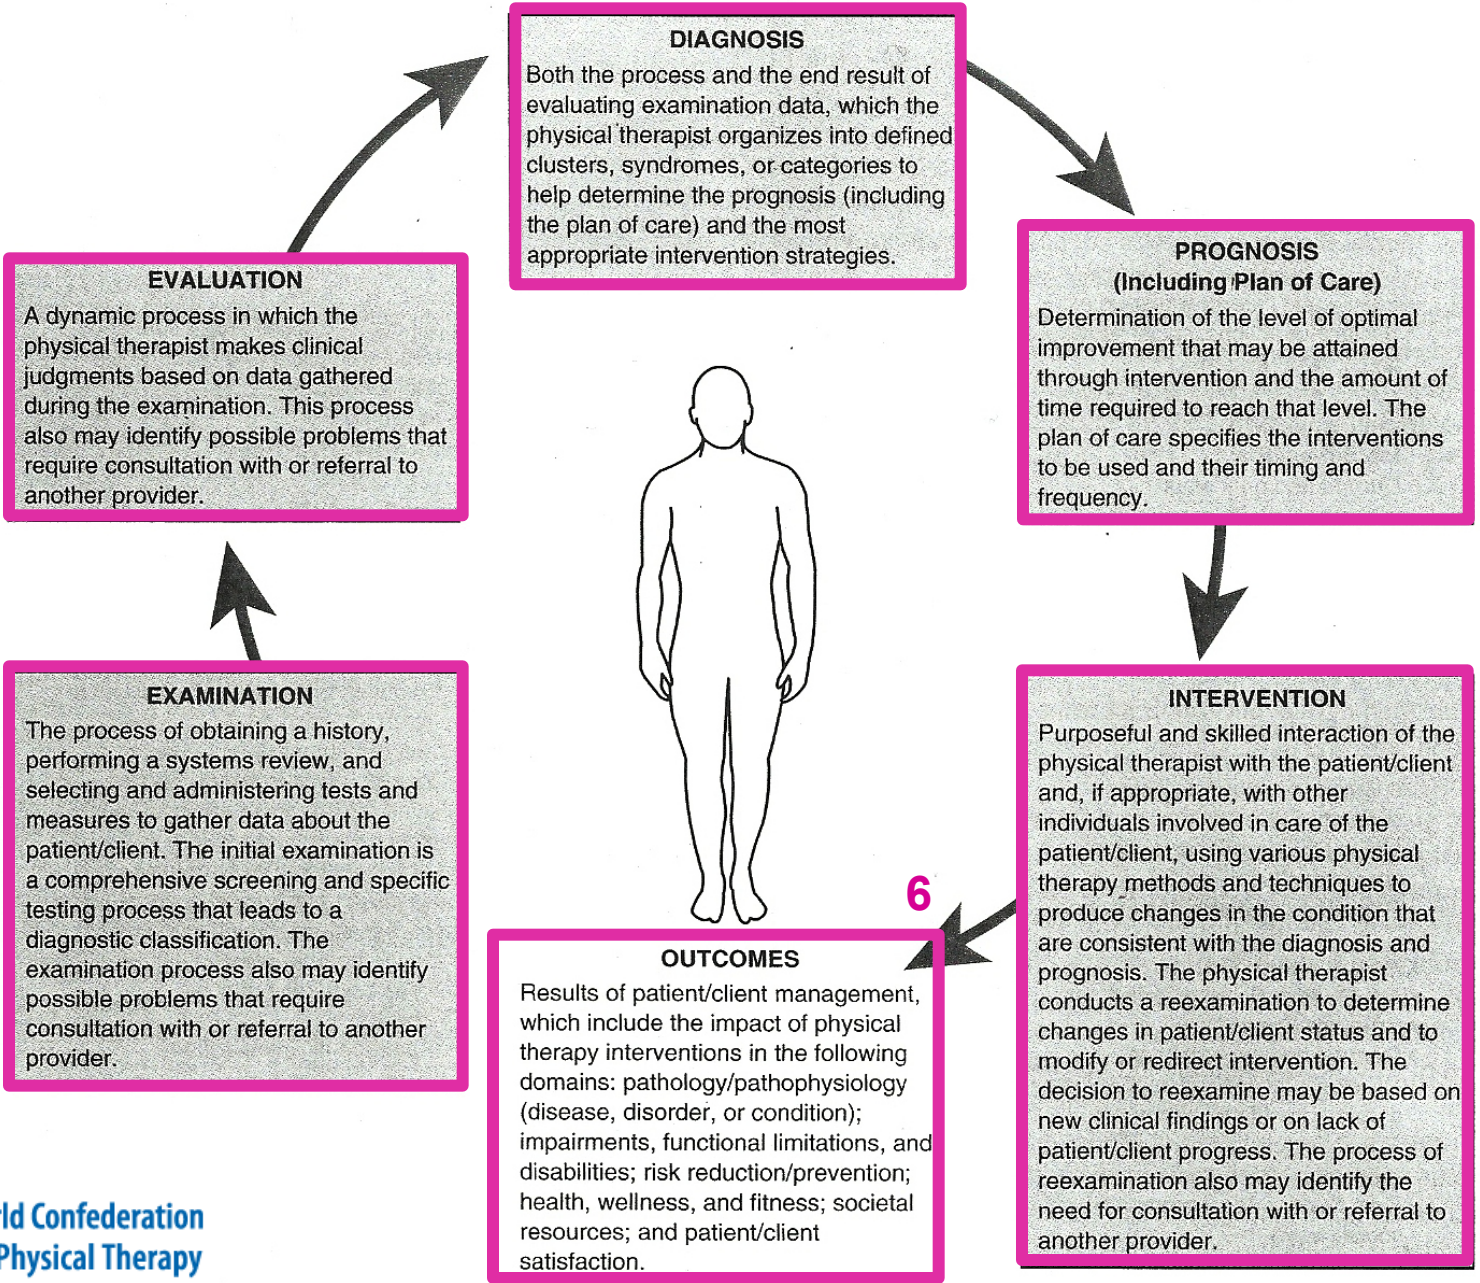 DIAGNOSIS
Both the process and the end result of
evaluating examination data, which the
physical therapist organizes into defined
clusters, syndromes, or categories to
help determine the prognosis (including
the plan of care) and the most
appropriate intervention strategies.
EVALUATION
A dynamic process in which the
physical therapist makes clinical
judgments based on data gathered
during the examination. This process
also may identify possible problems that
require consultation with or referral to
another provider.
PROGNOSIS
(Including Plan of Care)
Determination of the level of optimal
improvement that may be attained
through intervention and the amount of
time required to reach that level. The
plan of care specifies the interventions
to be used and their timing and
frequency.
EXAMINATION
The process of obtaining a history,
performing a systems review, and
selecting and administering tests and
measures to gather data about the
patient/client. The initial examination is
a comprehensive screening and specific
testing process that leads to a
diagnostic classification. The
examination process also may identify
possible problems that require
consultation with or referral to another
provider.
INTERVENTION
Purposeful and skilled interaction of the
physical therapist with the patient/client
and, if appropriate, with other
individuals involved in care of the
patient/client, using various physical
therapy methods and techniques to
produce changes in the condition that
are consistent with the diagnosis and
prognosis. The physical therapist
conducts a reexamination to determine
changes in patient/client status and to
modify or redirect intervention. The
decision to reexamine may be based on
new clinical findings or on lack of
patient/client progress. The process of
reexamination also may identify the
need for consultation with or referral to
another provider.
6
OUTCOMES
Results of patient/client management,
which include the impact of physical
therapy interventions in the following
domains: pathology/pathophysiology
(disease, disorder, or condition);
impairments, functional limitations, and
disabilities; risk reduction/prevention;
health, wellness, and fitness; societal
resources; and patient/client
satisfaction.
ld Confederation
Physical Therapy